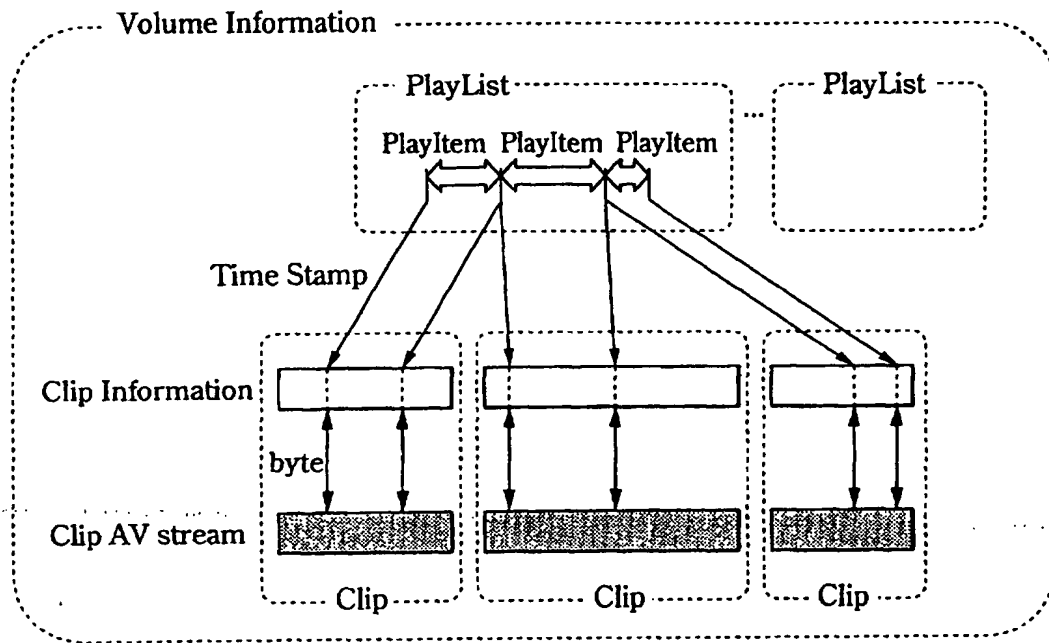 Volume Information
PlayList
...
PlayList
PlayItem PlayItem PlayItem
Time Stamp
Clip Information
byte
Clip AV stream
Clip
Clip
Clip